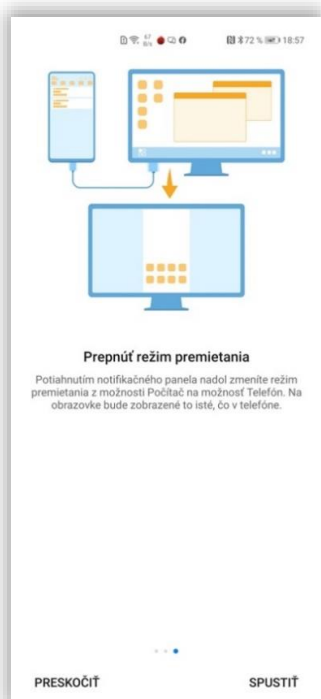 67 B/s 72 % 18:57
Prepnúť režim premietania
Potiahnutím notifikačného panela nadol zmeníte režim
premietania z možnosti Počítač na možnosť Telefón. Na
obrazovke bude zobrazené to isté, čo v telefóne.
PRESKOČIŤ SPUSTIŤ